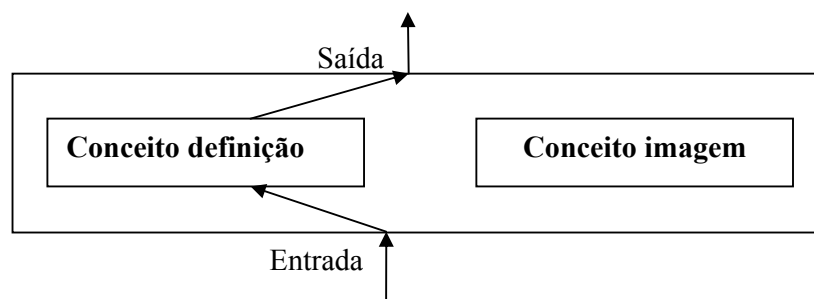 Saída
Conceito definição
Conceito imagem
Entrada